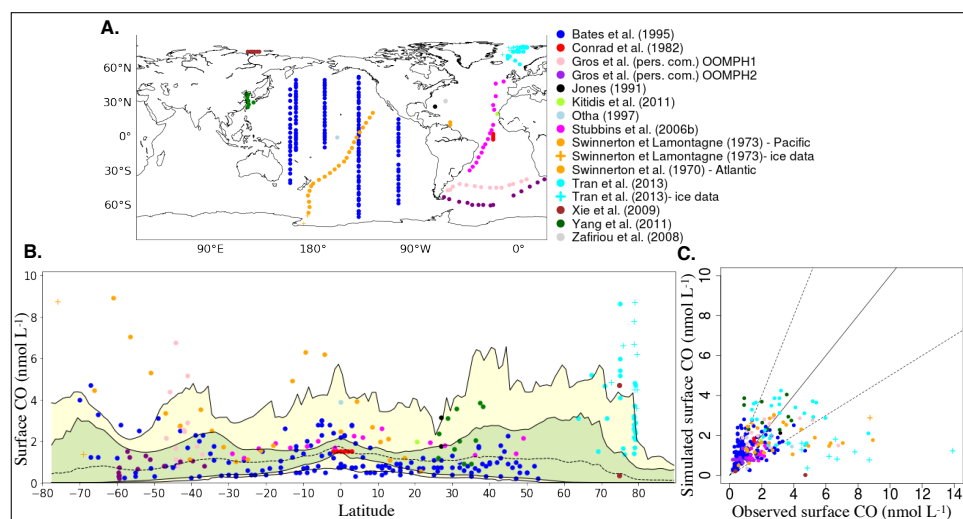 A.
60°N
30°N
0°
30°S
60°S
90°E
180°
90°W
0°
Bates et al. (1995)
Conrad et al. (1982)
Gros et al. (pers. com.) OOMPH1
Gros et al. (pers. com.) OOMPH2
Jones (1991)
Kitidis et al. (2011)
Otha (1997)
Stubbins et al. (2006b)
Swinnerton et Lamontagne (1973) - Pacific
Swinnerton et Lamontagne (1973)- ice data
Swinnerton et al. (1970) - Atlantic
Tran et al. (2013)
Tran et al. (2013)- ice data
Xie et al. (2009)
Yang et al. (2011)
Zafiriou et al. (2008)
B.
Surface CO (nmol L-1)
10
8
6
4
2
0
-80 -70 -60 -50 -40 -30 -20 -10 0 10 20 30 40 50 60 70 80
Latitude
C.
Simulated surface CO (nmol L-1)
10
8
6
4
2
0
0 2 4 6 8 10 12 14
Observed surface CO (nmol L-1)